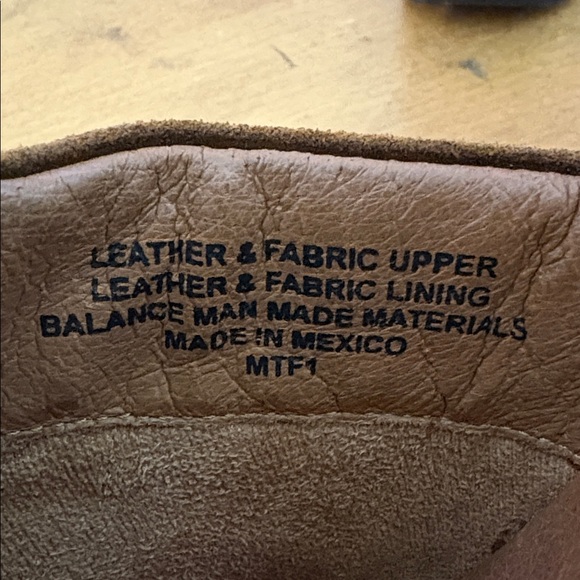 LEATHER & FABRIC UPPER
LEATHER & FABRIC LINING
BALANCE MAN MADE MATERIALS
MADE IN MEXICO
MTF1